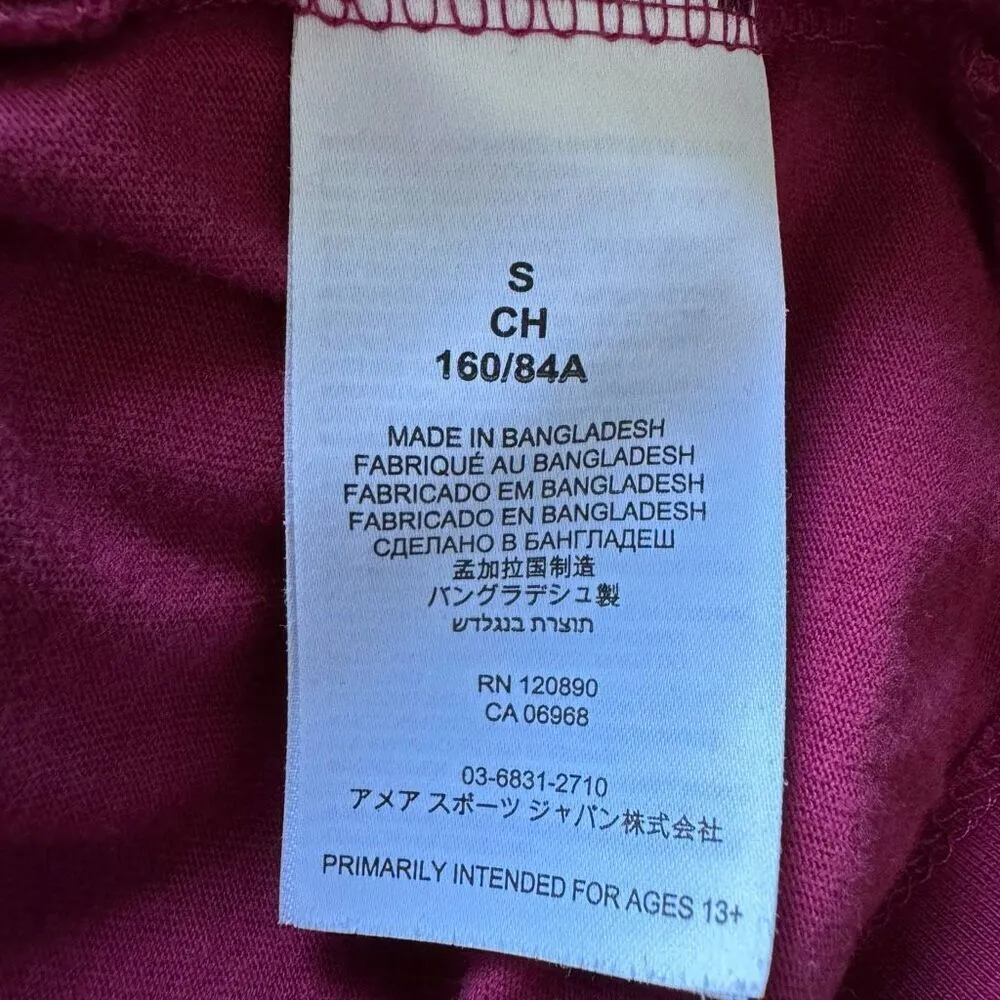 S
CH
160/84A
MADE IN BANGLADESH
FABRIQUÉ AU BANGLADESH
FABRICADO EM BANGLADESH
FABRICADO EN BANGLADESH
СДЕЛАНО В БАНГЛАДЕШ
孟加拉国制造
バングラデシュ製
תוצרת בנגלדש
RN 120890
CA 06968
03-6831-2710
アメア スポーツ ジャパン株式会社
PRIMARILY INTENDED FOR AGES 13+